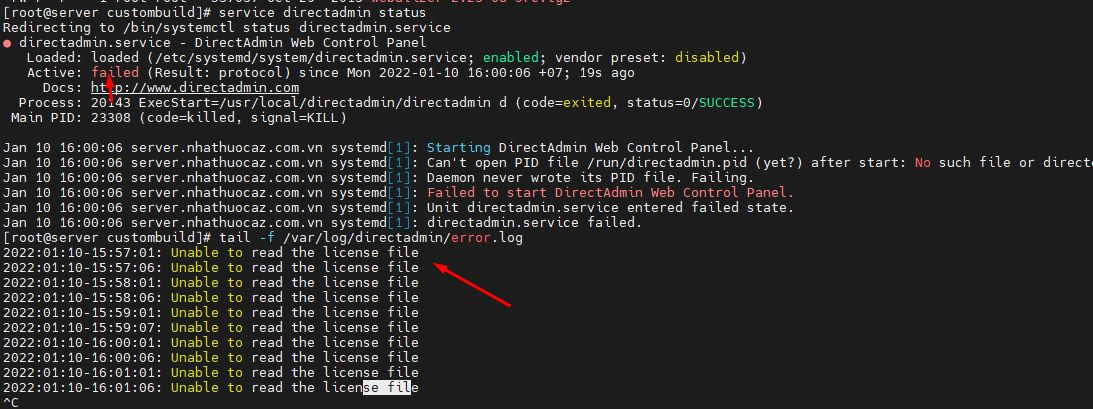 [root@server custombuild]# service directadmin status
Redirecting to /bin/systemctl status directadmin.service
● directadmin.service - DirectAdmin Web Control Panel
Loaded: loaded (/etc/systemd/system/directadmin.service; enabled; vendor preset: disabled)
Active: failed (Result: protocol) since Mon 2022-01-10 16:00:06 +07; 19s ago
Docs: http://www.directadmin.com
Process: 20143 ExecStart=/usr/local/directadmin/directadmin d (code=exited, status=0/SUCCESS)
Main PID: 23308 (code=killed, signal=KILL)
Jan 10 16:00:06 server.nhathuocaz.com.vn systemd[1]: Starting DirectAdmin Web Control Panel...
Jan 10 16:00:06 server.nhathuocaz.com.vn systemd[1]: Can't open PID file /run/directadmin.pid (yet?) after start: No such file or directo
Jan 10 16:00:06 server.nhathuocaz.com.vn systemd[1]: Daemon never wrote its PID file. Failing.
Jan 10 16:00:06 server.nhathuocaz.com.vn systemd[1]: Failed to start DirectAdmin Web Control Panel.
Jan 10 16:00:06 server.nhathuocaz.com.vn systemd[1]: Unit directadmin.service entered failed state.
Jan 10 16:00:06 server.nhathuocaz.com.vn systemd[1]: directadmin.service failed.
[root@server custombuild]# tail -f /var/log/directadmin/error.log
2022:01:10-15:57:01: Unable to read the license file
2022:01:10-15:57:06: Unable to read the license file
2022:01:10-15:58:01: Unable to read the license file
2022:01:10-15:58:06: Unable to read the license file
2022:01:10-15:59:01: Unable to read the license file
2022:01:10-15:59:07: Unable to read the license file
2022:01:10-16:00:01: Unable to read the license file
2022:01:10-16:00:06: Unable to read the license file
2022:01:10-16:01:01: Unable to read the license file
2022:01:10-16:01:06: Unable to read the license file
^C